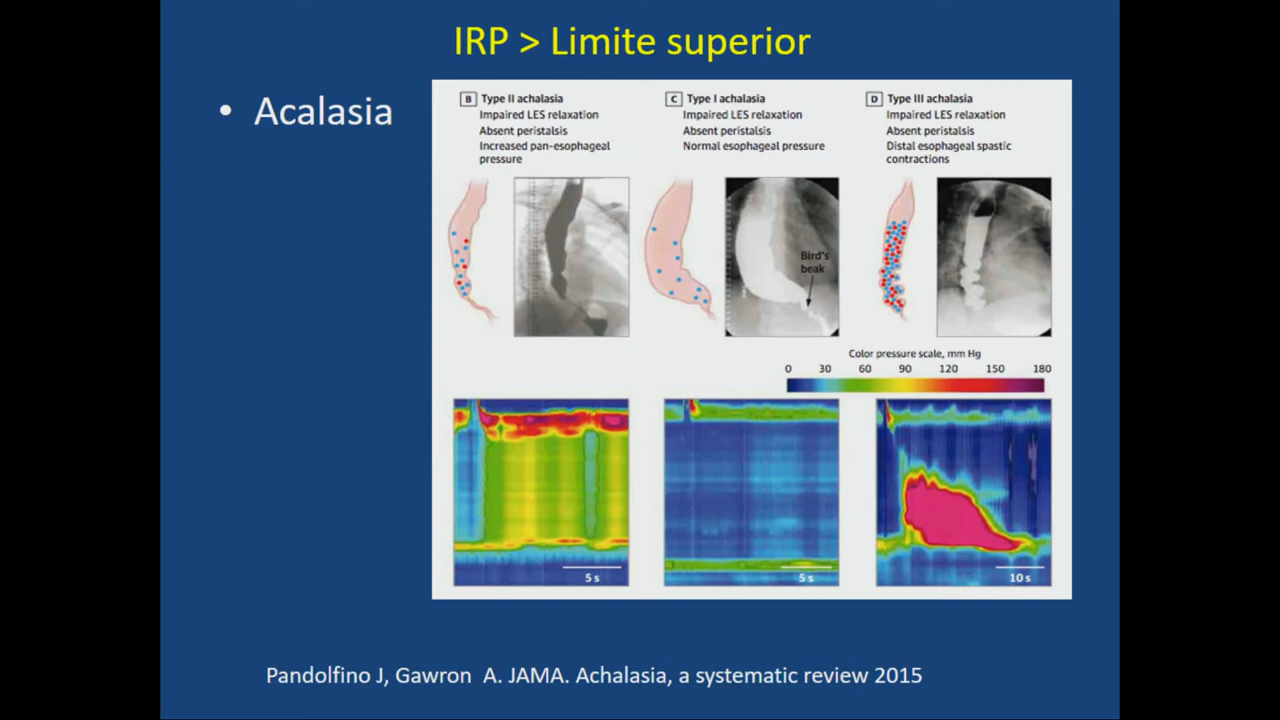 IRP > Limite superior
• Acalasia
B Type II achalasia
Impaired LES relaxation
Absent peristalsis
Increased pan-esophageal
pressure
C Type I achalasia
Impaired LES relaxation
Absent peristalsis
Normal esophageal pressure
D Type III achalasia
Impaired LES relaxation
Absent peristalsis
Distal esophageal spastic
contractions
Bird's
beak
Color pressure scale, mm Hg
0 30 60 90 120 150 180
5 s
5 s
10 s
Pandolfino J, Gawron A. JAMA. Achalasia, a systematic review 2015